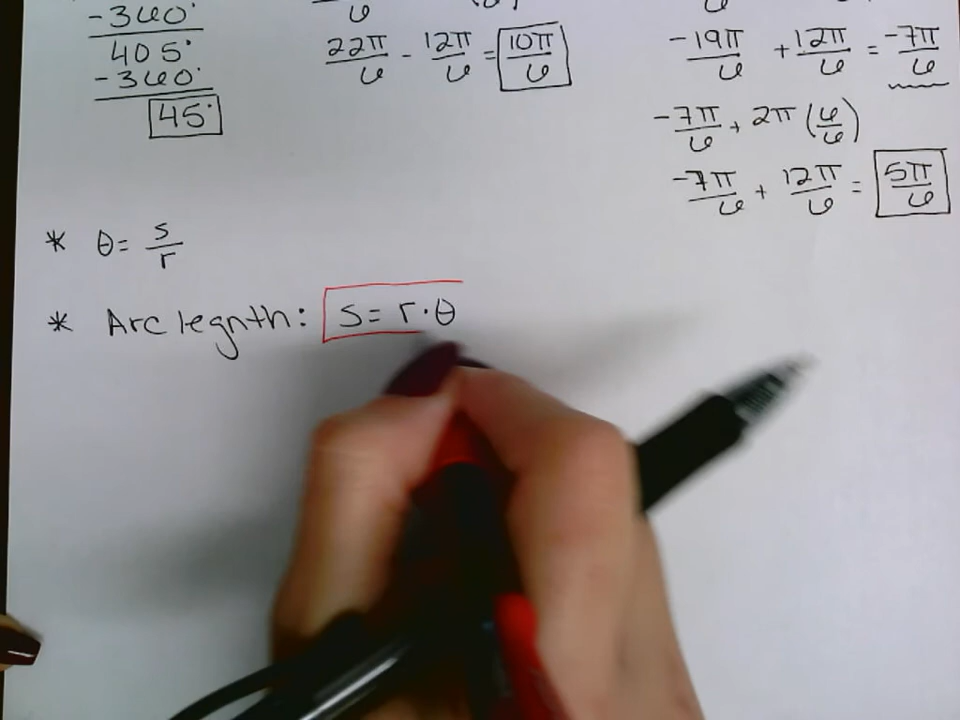 -360°
405°
-360°
45°
6
22π/6 - 12π/6 = 10π/6
-19π/6 + 12π/6 = -7π/6
-7π/6 + 2π (6/6)
-7π/6 + 12π/6 = 5π/6
* θ = s/r
* Arc legnth: s = r·θ